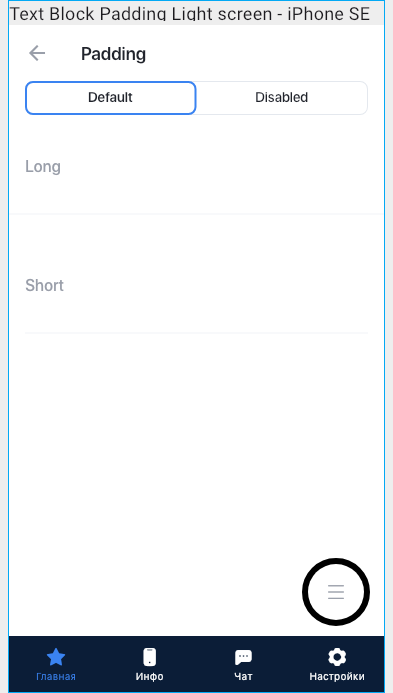 Text Block Padding Light screen - iPhone SE
Padding
Default
Disabled
Long
Short
Главная
Инфо
Чат
Настройки